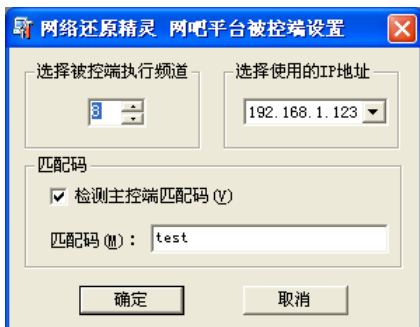 网络还原精灵 网吧平台被控端设置
选择被控端执行频道
8
选择使用的IP地址
192.168.1.123
匹配码
检测主控端匹配码(V)
匹配码(M):
test
确定
取消